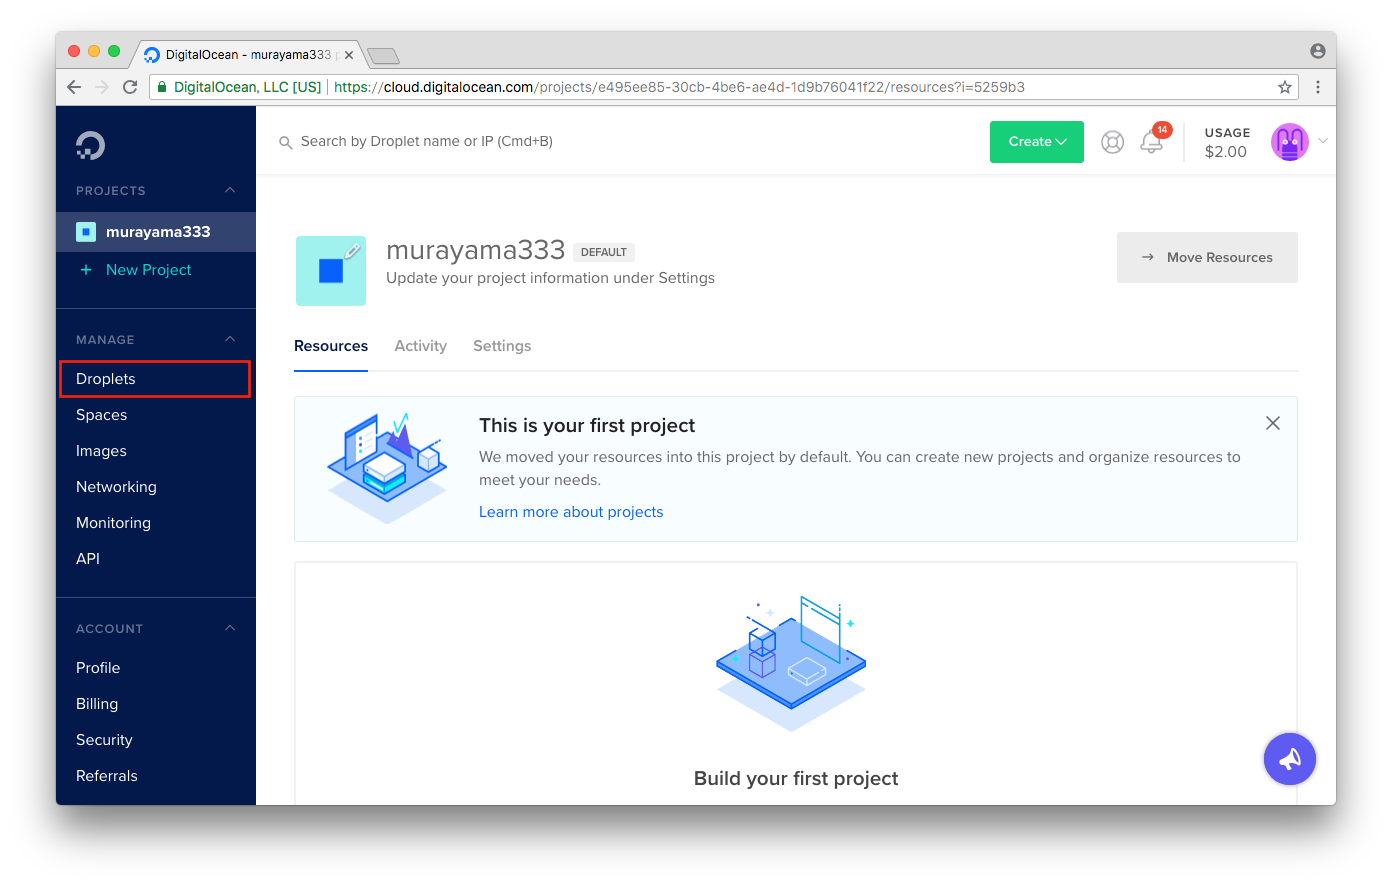 DigitalOcean - murayama333
DigitalOcean, LLC [US] | https://cloud.digitalocean.com/projects/e495ee85-30cb-4be6-ae4d-1d9b76041f22/resources?i=5259b3
Search by Droplet name or IP (Cmd+B)
Create
14
USAGE
$2.00
PROJECTS
murayama333
+ New Project
MANAGE
Droplets
Spaces
Images
Networking
Monitoring
API
ACCOUNT
Profile
Billing
Security
Referrals
murayama333 DEFAULT
Update your project information under Settings
→ Move Resources
Resources Activity Settings
This is your first project
We moved your resources into this project by default. You can create new projects and organize resources to
meet your needs.
Learn more about projects
Build your first project